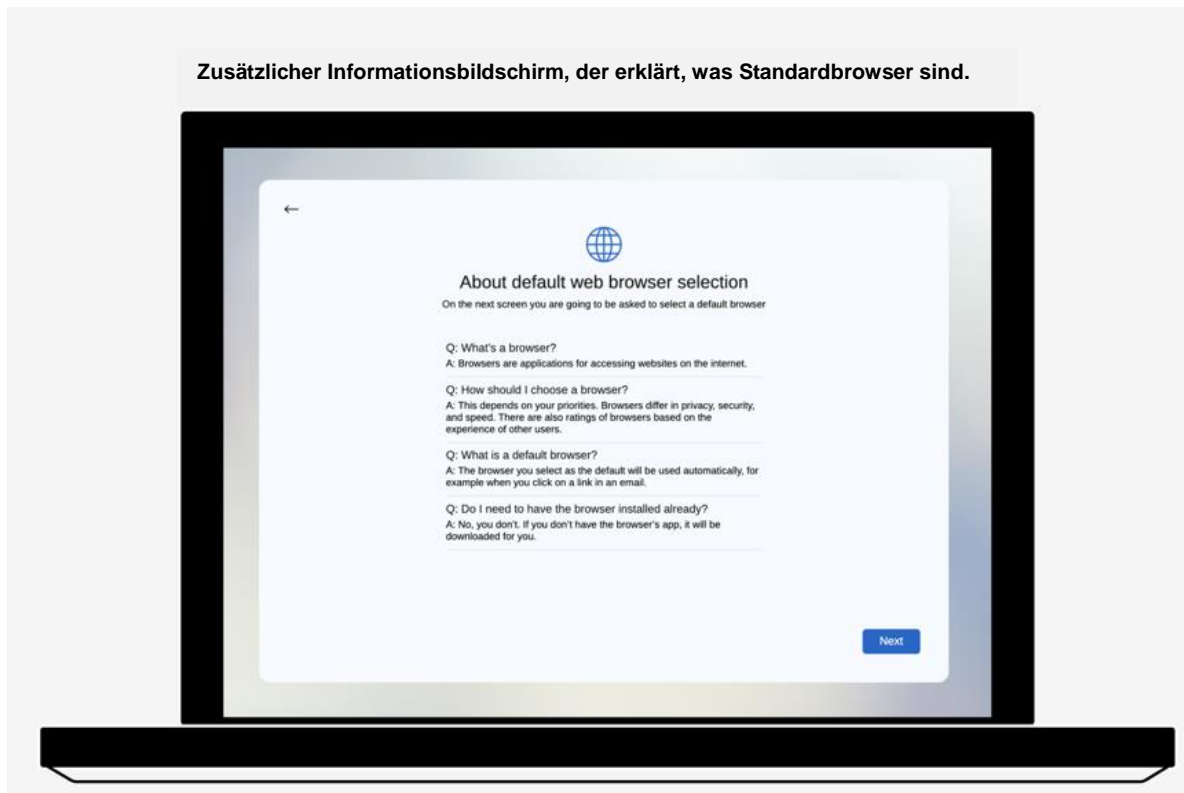 Zusätzlicher Informationsbildschirm, der erklärt, was Standardbrowser sind.
About default web browser selection
On the next screen you are going to be asked to select a default browser
Q: What's a browser?
A: Browsers are applications for accessing websites on the internet.
Q: How should I choose a browser?
A: This depends on your priorities. Browsers differ in privacy, security,
and speed. There are also ratings of browsers based on the
experience of other users.
Q: What is a default browser?
A: The browser you select as the default will be used automatically, for
example when you click on a link in an email.
Q: Do I need to have the browser installed already?
A: No, you don't. If you don't have the browser's app, it will be
downloaded for you.
Next